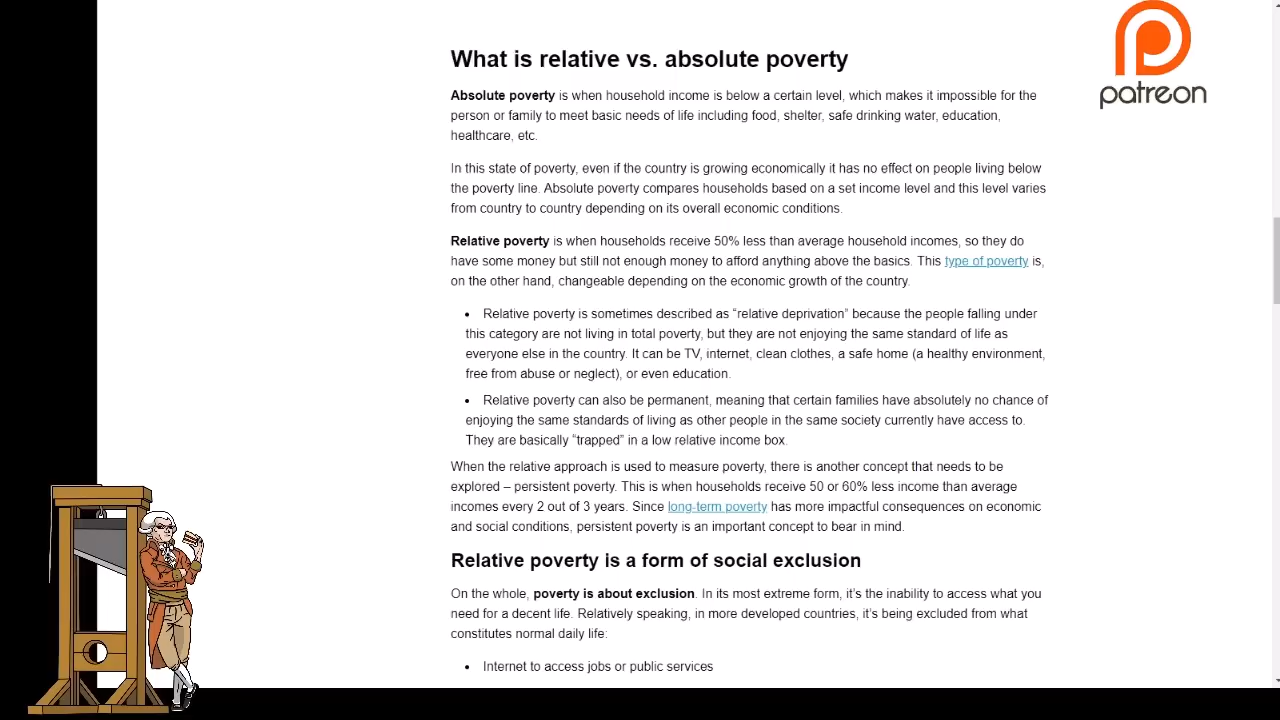 What is relative vs. absolute poverty
patreon
Absolute poverty is when household income is below a certain level, which makes it impossible for the
person or family to meet basic needs of life including food, shelter, safe drinking water, education,
healthcare, etc.
In this state of poverty, even if the country is growing economically it has no effect on people living below
the poverty line. Absolute poverty compares households based on a set income level and this level varies
from country to country depending on its overall economic conditions.
Relative poverty is when households receive 50% less than average household incomes, so they do
have some money but still not enough money to afford anything above the basics. This type of poverty is,
on the other hand, changeable depending on the economic growth of the country.
• Relative poverty is sometimes described as “relative deprivation” because the people falling under
this category are not living in total poverty, but they are not enjoying the same standard of life as
everyone else in the country. It can be TV, internet, clean clothes, a safe home (a healthy environment,
free from abuse or neglect), or even education.
• Relative poverty can also be permanent, meaning that certain families have absolutely no chance of
enjoying the same standards of living as other people in the same society currently have access to.
They are basically “trapped” in a low relative income box.
When the relative approach is used to measure poverty, there is another concept that needs to be
explored – persistent poverty. This is when households receive 50 or 60% less income than average
incomes every 2 out of 3 years. Since long-term poverty has more impactful consequences on economic
and social conditions, persistent poverty is an important concept to bear in mind.
Relative poverty is a form of social exclusion
On the whole, poverty is about exclusion. In its most extreme form, it’s the inability to access what you
need for a decent life. Relatively speaking, in more developed countries, it’s being excluded from what
constitutes normal daily life:
• Internet to access jobs or public services